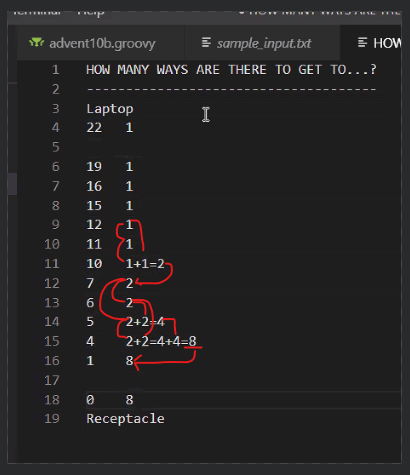 Terminal Help HOW MANY WAYS ARE THE
advent10b.groovy sample_input.txt HOW
1 HOW MANY WAYS ARE THERE TO GET TO...?
2 -------------------------------------
3 Laptop
4 22 1
6 19 1
7 16 1
8 15 1
9 12 1
10 11 1
11 10 1+1=2
12 7 2
13 6 2
14 5 2+2=4
15 4 2+2=4+4=8
16 1 8
17
18 0 8
19 Receptacle